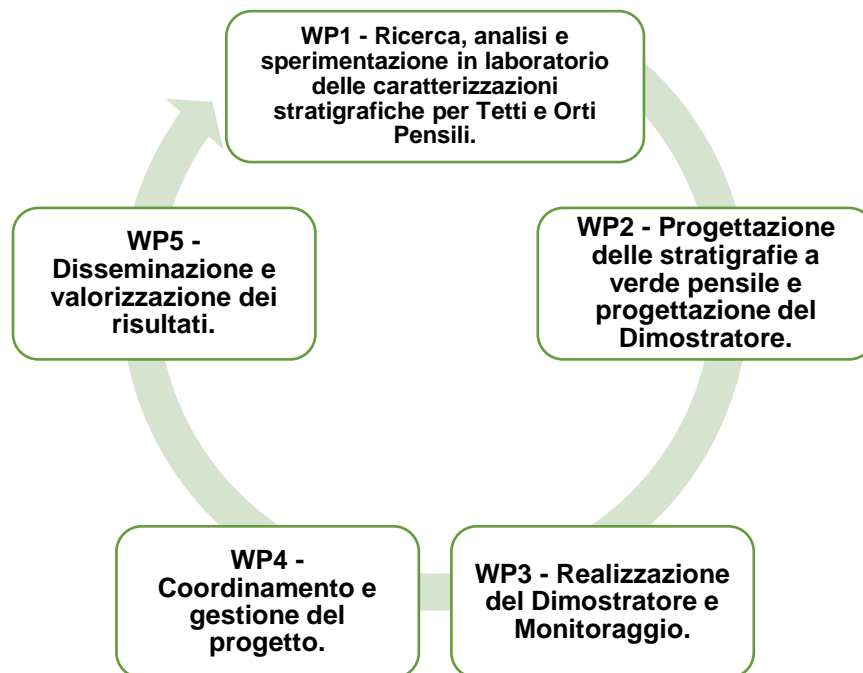 WP1 - Ricerca, analisi e
sperimentazione in laboratorio
delle caratterizzazioni
stratigrafiche per Tetti e Orti
Pensili.
WP2 - Progettazione
delle stratigrafie a
verde pensile e
progettazione del
Dimostratore.
WP3 - Realizzazione
del Dimostratore e
Monitoraggio.
WP4 -
Coordinamento e
gestione del
progetto.
WP5 -
Disseminazione e
valorizzazione dei
risultati.